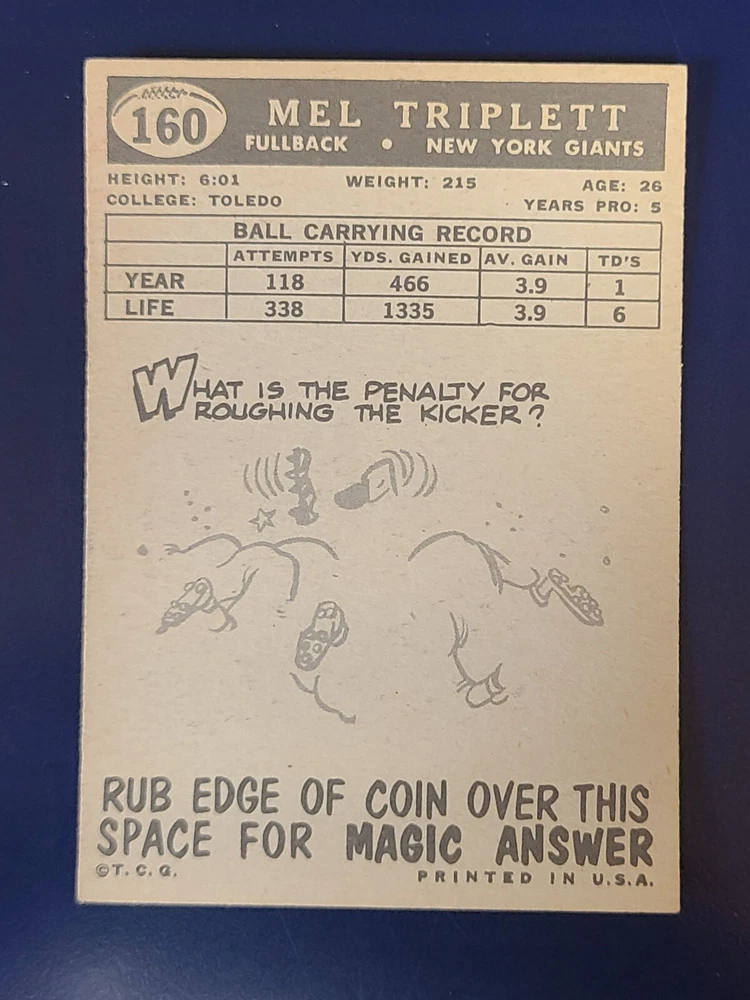 160
MEL TRIPLETT
FULLBACK • NEW YORK GIANTS
HEIGHT: 6:01 WEIGHT: 215 AGE: 26
COLLEGE: TOLEDO YEARS PRO: 5
BALL CARRYING RECORD
ATTEMPTS YDS. GAINED AV. GAIN TD'S
YEAR 118 466 3.9 1
LIFE 338 1335 3.9 6
WHAT IS THE PENALTY FOR
ROUGHING THE KICKER?
RUB EDGE OF COIN OVER THIS
SPACE FOR MAGIC ANSWER
©T.C.G. PRINTED IN U.S.A.